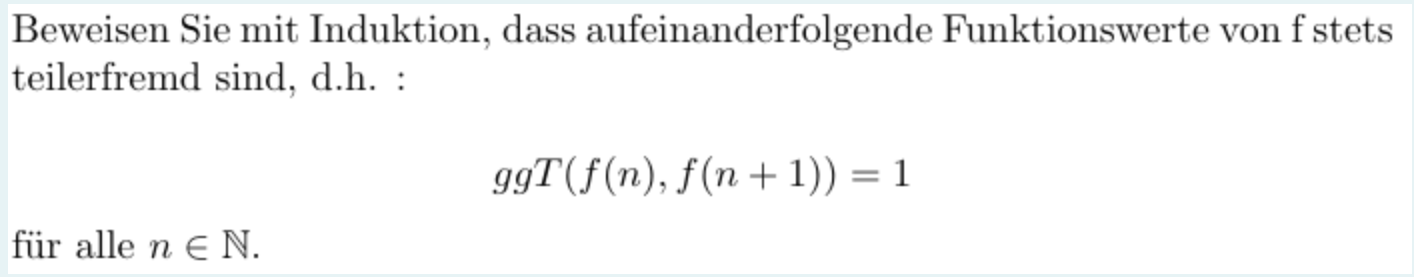 Beweisen Sie mit Induktion, dass aufeinanderfolgende Funktionswerte von f stets
teilerfremd sind, d.h. :
ggT(f(n), f(n + 1)) = 1
für alle n ∈ ℕ.